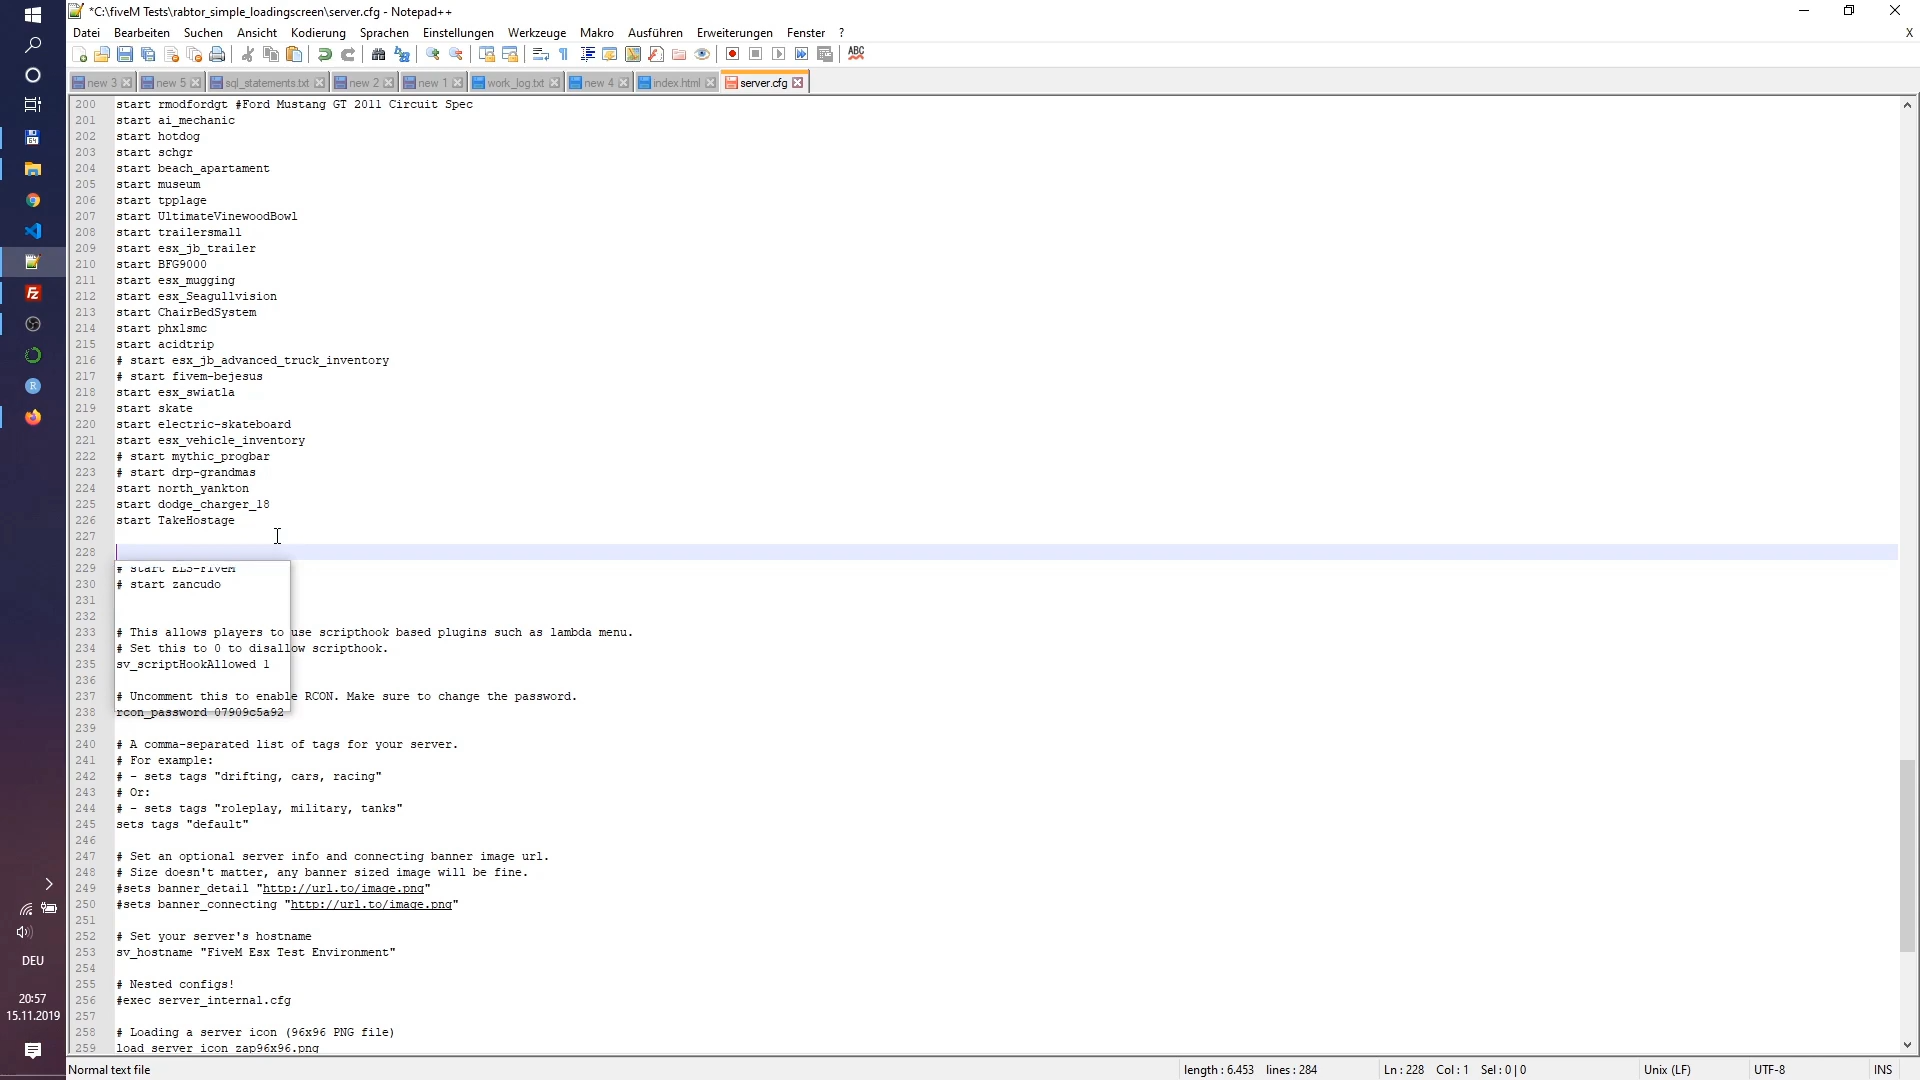 *C:\fiveM Tests\rabtor_simple_loadingscreen\server.cfg - Notepad++
Datei Bearbeiten Suchen Ansicht Kodierung Sprachen Einstellungen Werkzeuge Makro Ausführen Erweiterungen Fenster ? X
new 3 new 5 sql_statements.txt new 2 new 1 work_log.txt new 4 index.html server.cfg
200 start rmodfordgt #Ford Mustang GT 2011 Circuit Spec
201 start ai_mechanic
202 start hotdog
203 start schgr
204 start beach_apartament
205 start museum
206 start tpplage
207 start UltimateVinewoodBowl
208 start trailersmall
209 start esx_jb_trailer
210 start BFG9000
211 start esx_mugging
212 start esx_Seagullvision
213 start ChairBedSystem
214 start phxlsmc
215 start acidtrip
216 # start esx_jb_advanced_truck_inventory
217 # start fivem-bejesus
218 start esx_swiatla
219 start skate
220 start electric-skateboard
221 start esx_vehicle_inventory
222 # start mythic_progbar
223 # start drp-grandmas
224 start north_yankton
225 start dodge_charger_18
226 start TakeHostage
227
228
229 # start ELS-FiveM
230 # start zancudo
231
232
233 # This allows players to use scripthook based plugins such as lambda menu.
234 # Set this to 0 to disallow scripthook.
235 sv_scriptHookAllowed 1
236
237 # Uncomment this to enable RCON. Make sure to change the password.
238 rcon_password 07909c5a92
239
240 # A comma-separated list of tags for your server.
241 # For example:
242 # - sets tags "drifting, cars, racing"
243 # Or:
244 # - sets tags "roleplay, military, tanks"
245 sets tags "default"
246
247 # Set an optional server info and connecting banner image url.
248 # Size doesn't matter, any banner sized image will be fine.
249 #sets banner_detail "http://url.to/image.png"
250 #sets banner_connecting "http://url.to/image.png"
251
252 # Set your server's hostname
253 sv_hostname "FiveM Esx Test Environment"
254
255 # Nested configs!
256 #exec server_internal.cfg
257
258 # Loading a server icon (96x96 PNG file)
259 load_server_icon zap96x96.png
DEU
20:57
15.11.2019
Normal text file length : 6.453 lines : 284 Ln : 228 Col : 1 Sel : 0 | 0 Unix (LF) UTF-8 INS